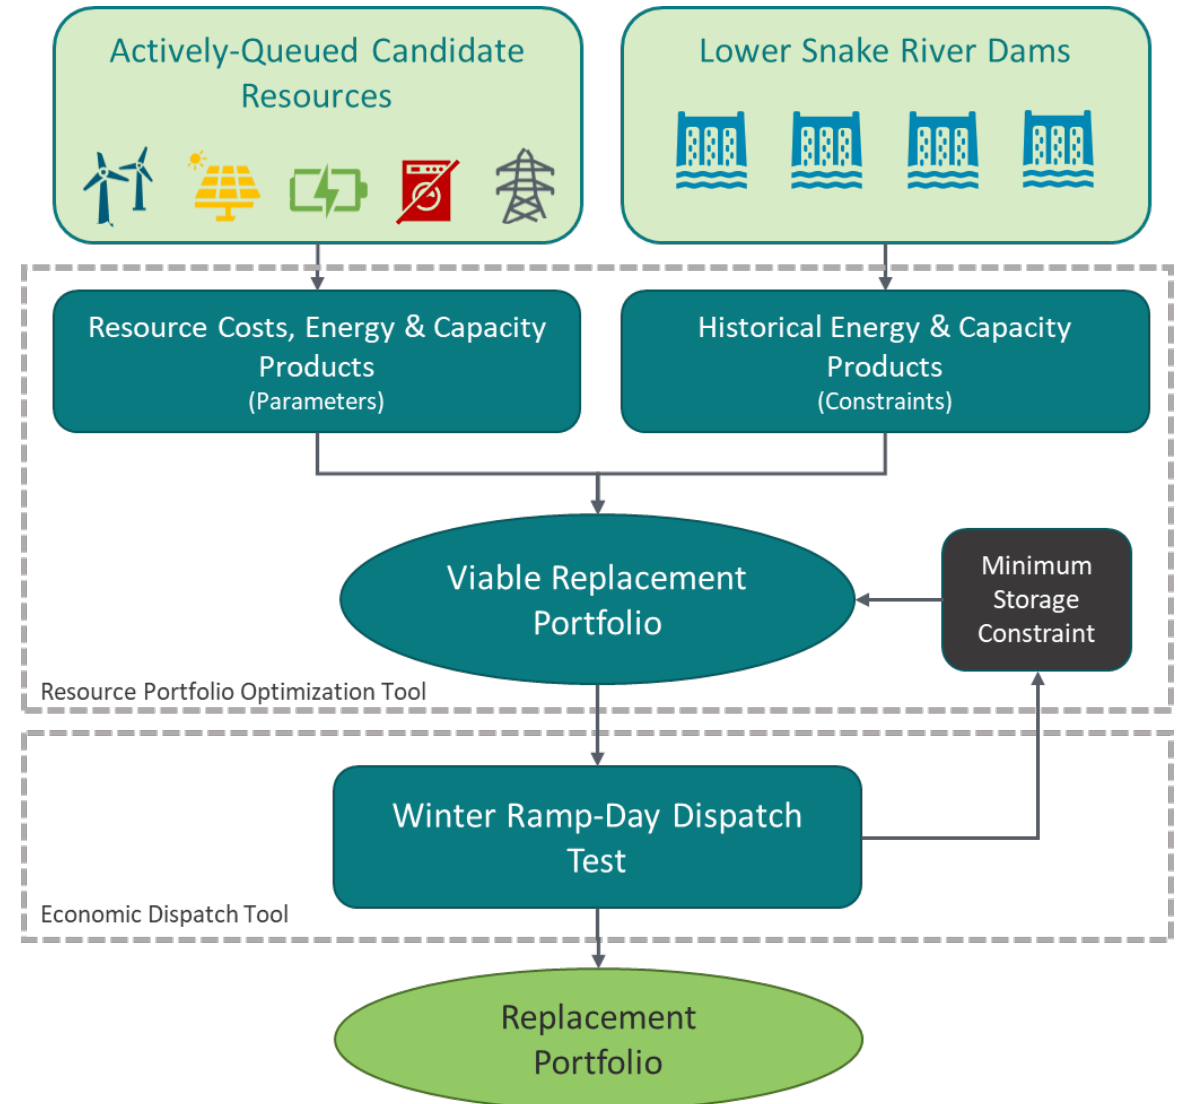 Actively-Queued Candidate
Resources
Lower Snake River Dams
Resource Costs, Energy & Capacity
Products
(Parameters)
Historical Energy & Capacity
Products
(Constraints)
Viable Replacement
Portfolio
Minimum
Storage
Constraint
Resource Portfolio Optimization Tool
Winter Ramp-Day Dispatch
Test
Economic Dispatch Tool
Replacement
Portfolio